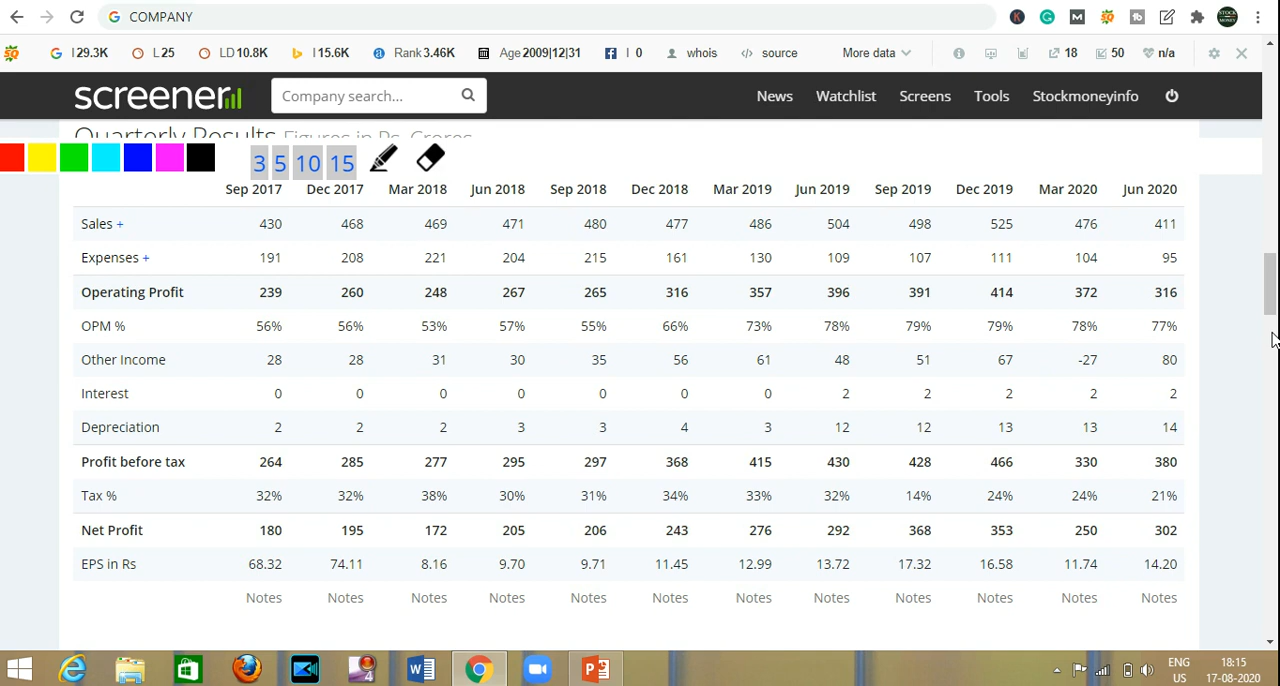 COMPANY
I 29.3K L 25 LD 10.8K I 15.6K Rank 3.46K Age 2009|12|31 I 0 whois source More data 18 50 n/a
screener Company search... News Watchlist Screens Tools Stockmoneyinfo
Quarterly Results Figures in Rs. Crores
3 5 10 15
Sep 2017 Dec 2017 Mar 2018 Jun 2018 Sep 2018 Dec 2018 Mar 2019 Jun 2019 Sep 2019 Dec 2019 Mar 2020 Jun 2020
Sales + 430 468 469 471 480 477 486 504 498 525 476 411
Expenses + 191 208 221 204 215 161 130 109 107 111 104 95
Operating Profit 239 260 248 267 265 316 357 396 391 414 372 316
OPM % 56% 56% 53% 57% 55% 66% 73% 78% 79% 79% 78% 77%
Other Income 28 28 31 30 35 56 61 48 51 67 -27 80
Interest 0 0 0 0 0 0 0 2 2 2 2 2
Depreciation 2 2 2 3 3 4 3 12 12 13 13 14
Profit before tax 264 285 277 295 297 368 415 430 428 466 330 380
Tax % 32% 32% 38% 30% 31% 34% 33% 32% 14% 24% 24% 21%
Net Profit 180 195 172 205 206 243 276 292 368 353 250 302
EPS in Rs 68.32 74.11 8.16 9.70 9.71 11.45 12.99 13.72 17.32 16.58 11.74 14.20
Notes Notes Notes Notes Notes Notes Notes Notes Notes Notes Notes Notes
ENG 18:15
US 17-08-2020